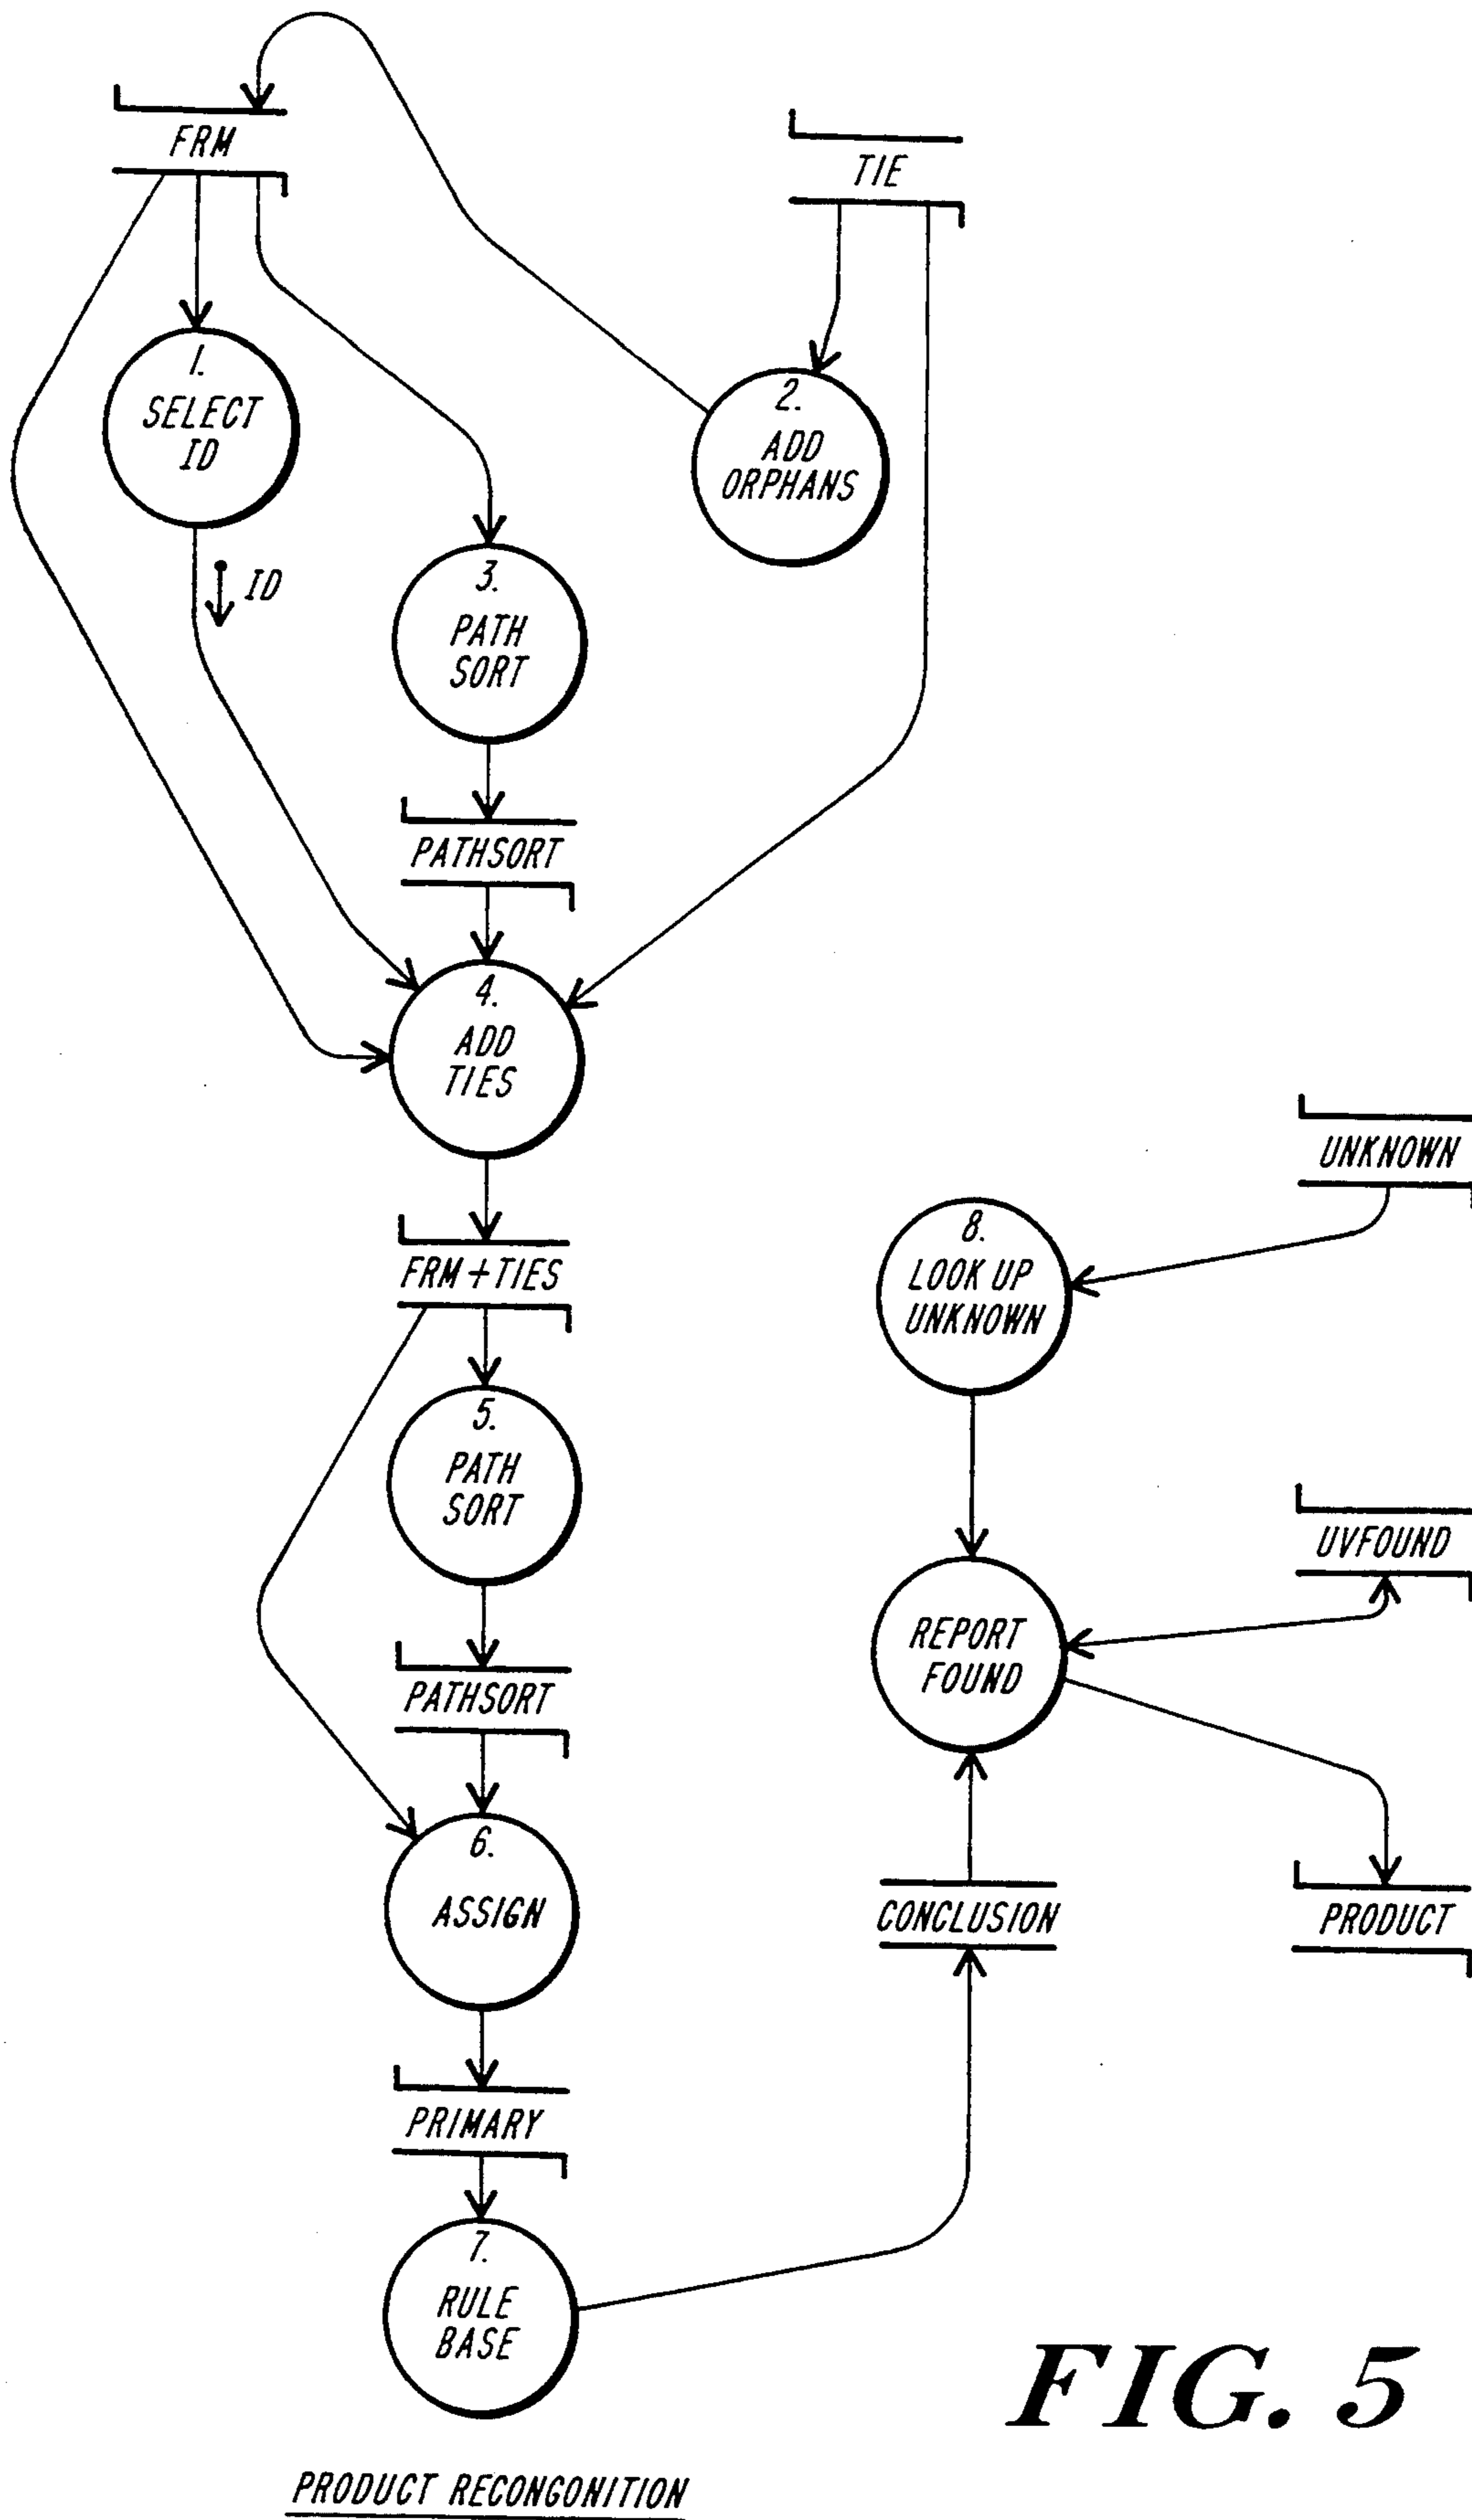 FRM
TIE
1.
SELECT
ID
2.
ADD
ORPHANS
ID
3.
PATH
SORT
PATHSORT
4.
ADD
TIES
UNKNOWN
8.
LOOK UP
UNKNOWN
FRM+TIES
5.
PATH
SORT
UVFOUND
REPORT
FOUND
PATHSORT
6.
ASSIGN
CONCLUSION
PRODUCT
PRIMARY
7.
RULE
BASE
FIG. 5
PRODUCT RECONGONITION